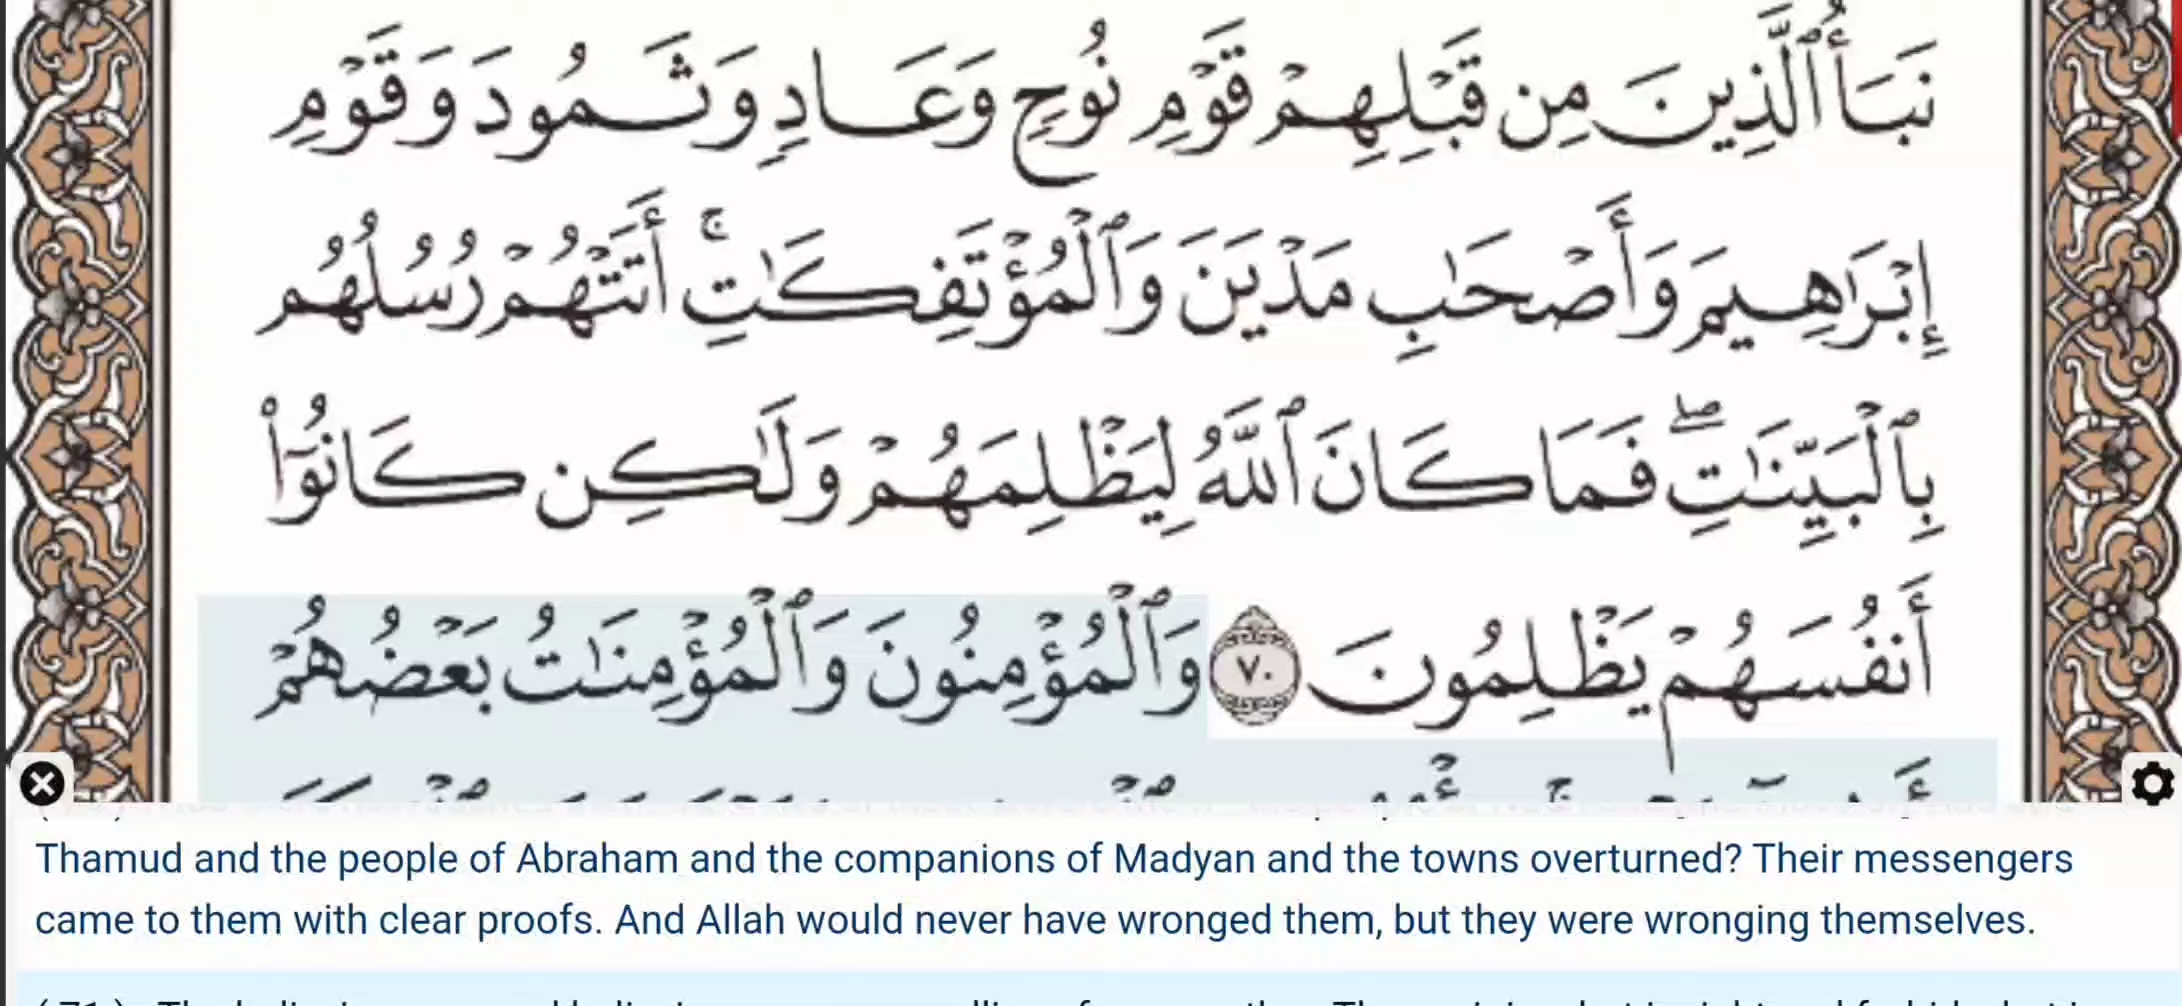 نَبَأُ ٱلَّذِينَ مِن قَبْلِهِمْ قَوْمِ نُوحٍ وَعَادٍ وَثَمُودَ وَقَوْمِ
إِبْرَٰهِيمَ وَأَصْحَٰبِ مَدْيَنَ وَٱلْمُؤْتَفِكَٰتِ ۚ أَتَتْهُمْ رُسُلُهُم
بِٱلْبَيِّنَٰتِ ۖ فَمَا كَانَ ٱللَّهُ لِيَظْلِمَهُمْ وَلَٰكِن كَانُوٓا۟
أَنفُسَهُمْ يَظْلِمُونَ ٧٠ وَٱلْمُؤْمِنُونَ وَٱلْمُؤْمِنَٰتُ بَعْضُهُمْ
Thamud and the people of Abraham and the companions of Madyan and the towns overturned? Their messengers
came to them with clear proofs. And Allah would never have wronged them, but they were wronging themselves.